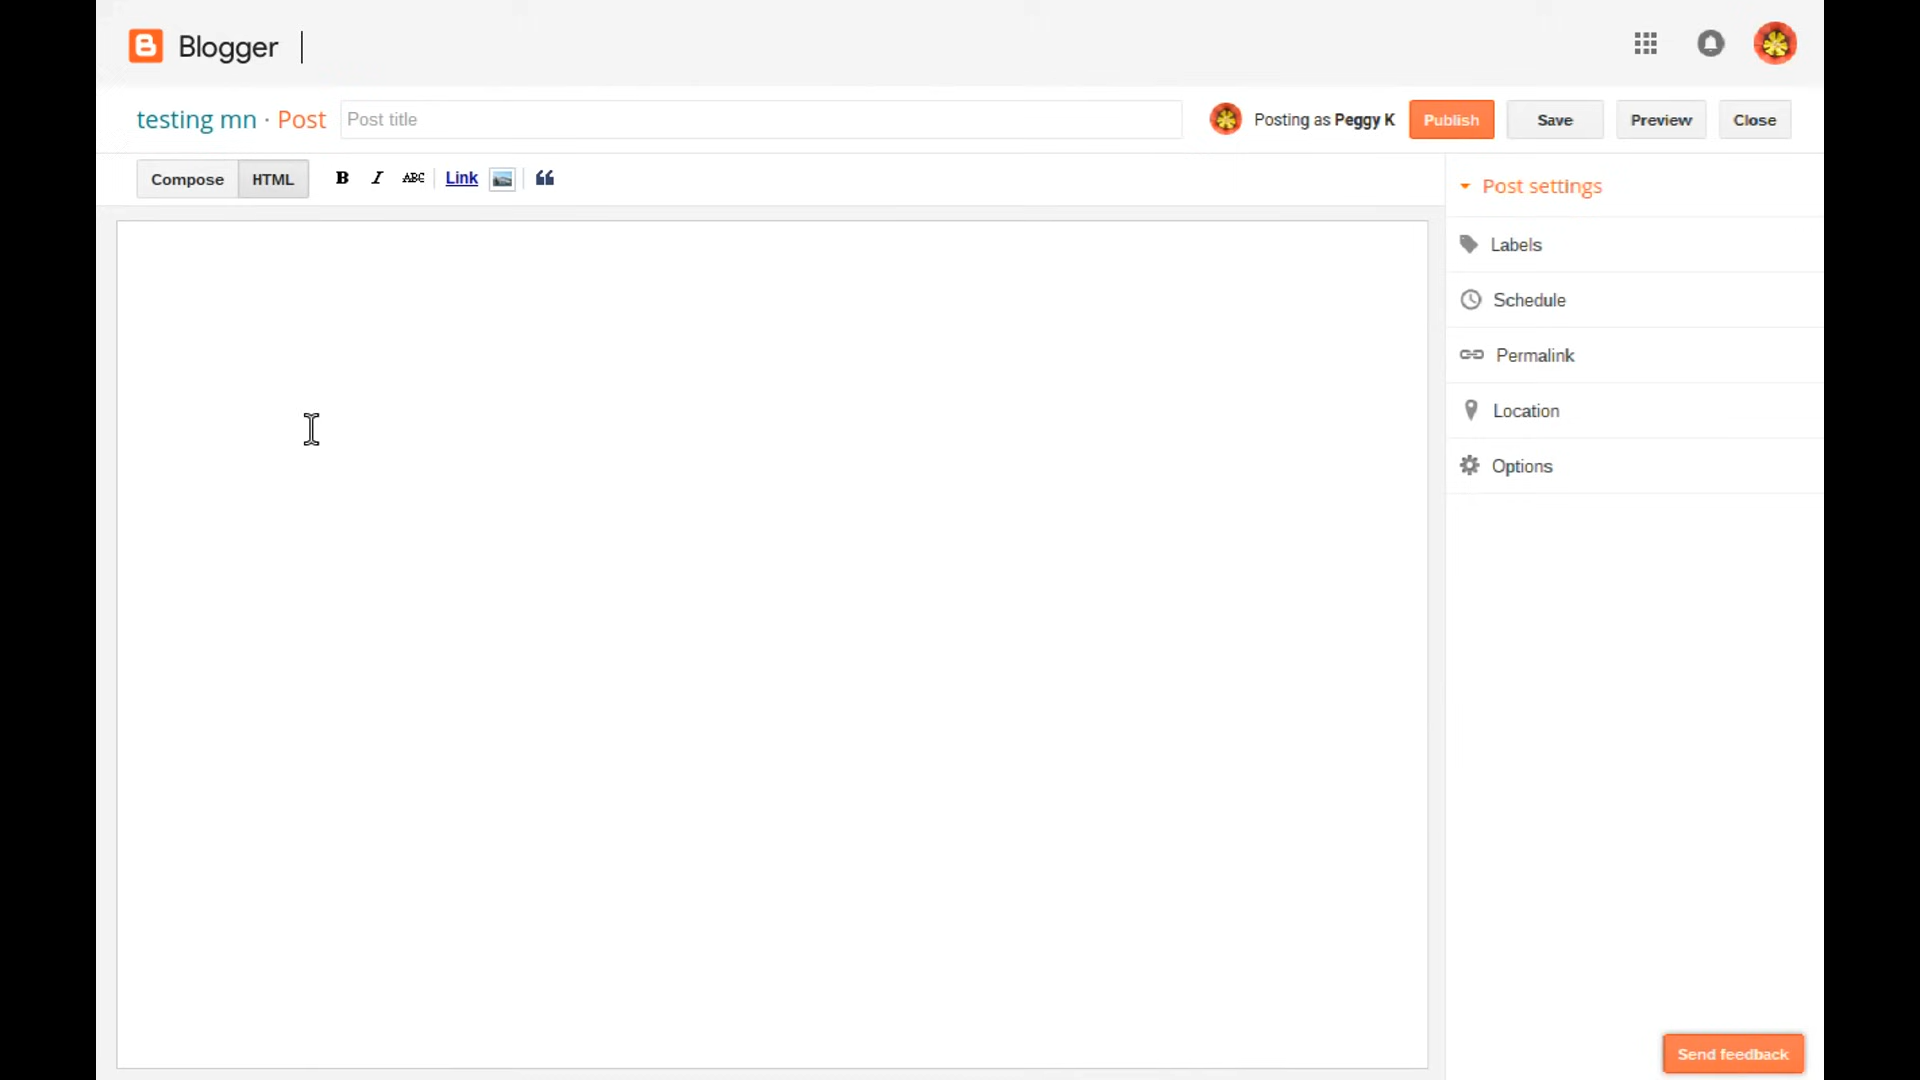 Blogger
testing mn · Post Post title Posting as Peggy K Publish Save Preview Close
Compose HTML B I ABC Link “
Post settings
Labels
Schedule
Permalink
Location
Options
Send feedback